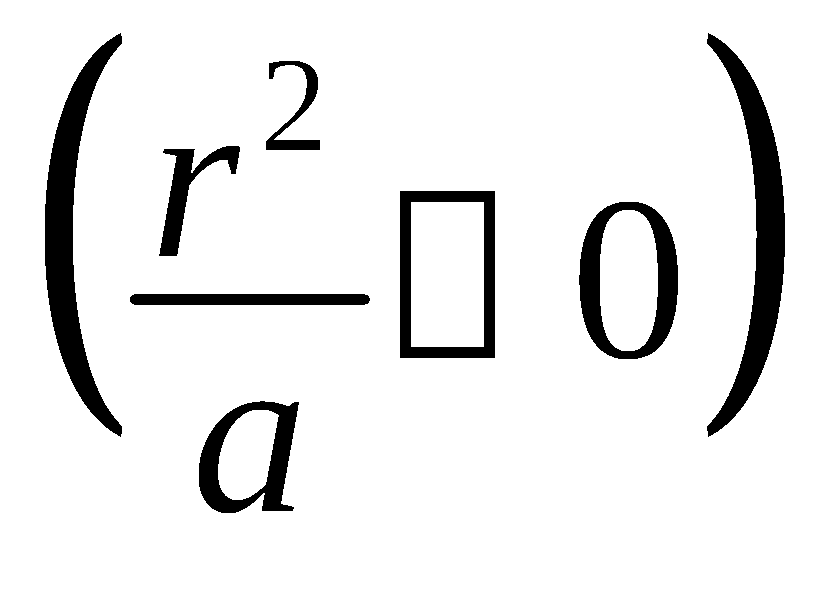 (r²/a ▯ 0)